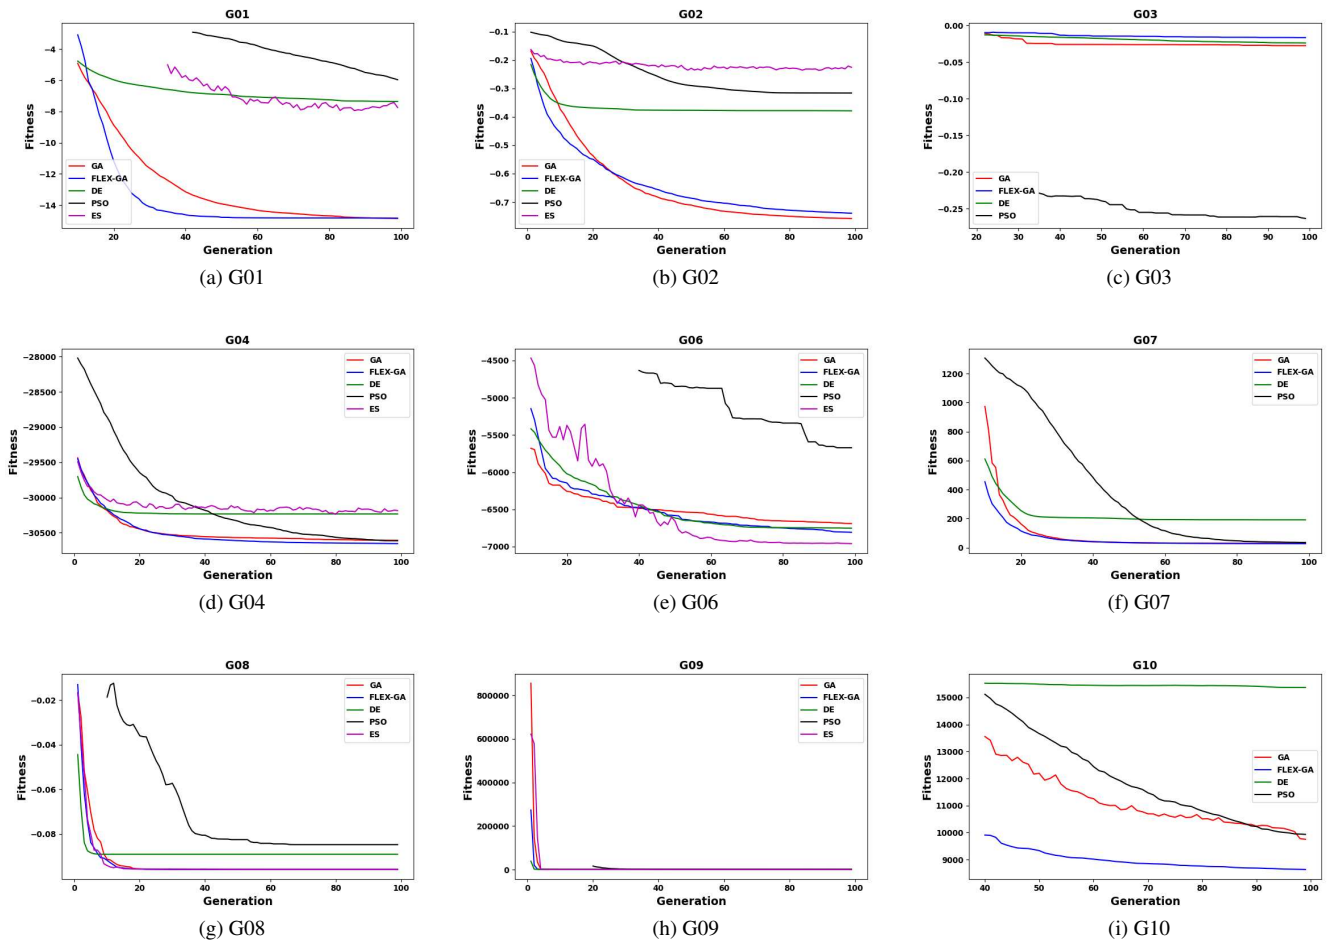 G01
−4
−6
−8
−10
−12
−14
Fitness
GA
FLEX-GA
DE
PSO
ES
20 40 60 80 100
Generation
(a) G01
G02
−0.1
−0.2
−0.3
−0.4
−0.5
−0.6
−0.7
Fitness
GA
FLEX-GA
DE
PSO
ES
0 20 40 60 80 100
Generation
(b) G02
G03
0.00
−0.05
−0.10
−0.15
−0.20
−0.25
Fitness
GA
FLEX-GA
DE
PSO
20 30 40 50 60 70 80 90 100
Generation
(c) G03
G04
−28000
−28500
−29000
−29500
−30000
−30500
Fitness
GA
FLEX-GA
DE
PSO
ES
0 20 40 60 80 100
Generation
(d) G04
G06
−4500
−5000
−5500
−6000
−6500
−7000
Fitness
GA
FLEX-GA
DE
PSO
ES
20 40 60 80 100
Generation
(e) G06
G07
1200
1000
800
600
400
200
0
Fitness
GA
FLEX-GA
DE
PSO
20 40 60 80 100
Generation
(f) G07
G08
−0.02
−0.04
−0.06
−0.08
Fitness
GA
FLEX-GA
DE
PSO
ES
0 20 40 60 80 100
Generation
(g) G08
G09
800000
600000
400000
200000
0
Fitness
GA
FLEX-GA
DE
PSO
ES
0 20 40 60 80 100
Generation
(h) G09
G10
15000
14000
13000
12000
11000
10000
9000
Fitness
GA
FLEX-GA
DE
PSO
40 50 60 70 80 90 100
Generation
(i) G10